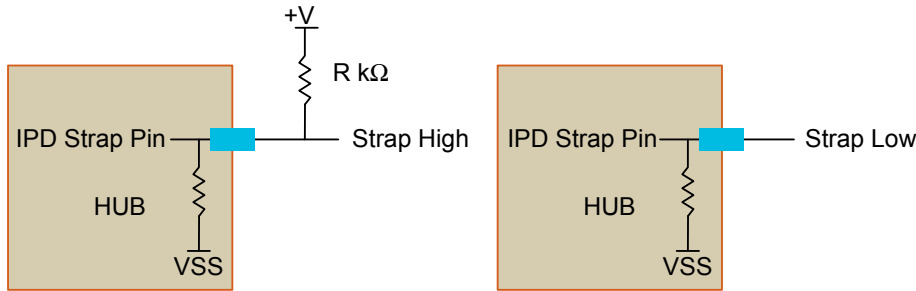 +V
R kΩ
IPD Strap Pin
Strap High
HUB
VSS
IPD Strap Pin
Strap Low
HUB
VSS